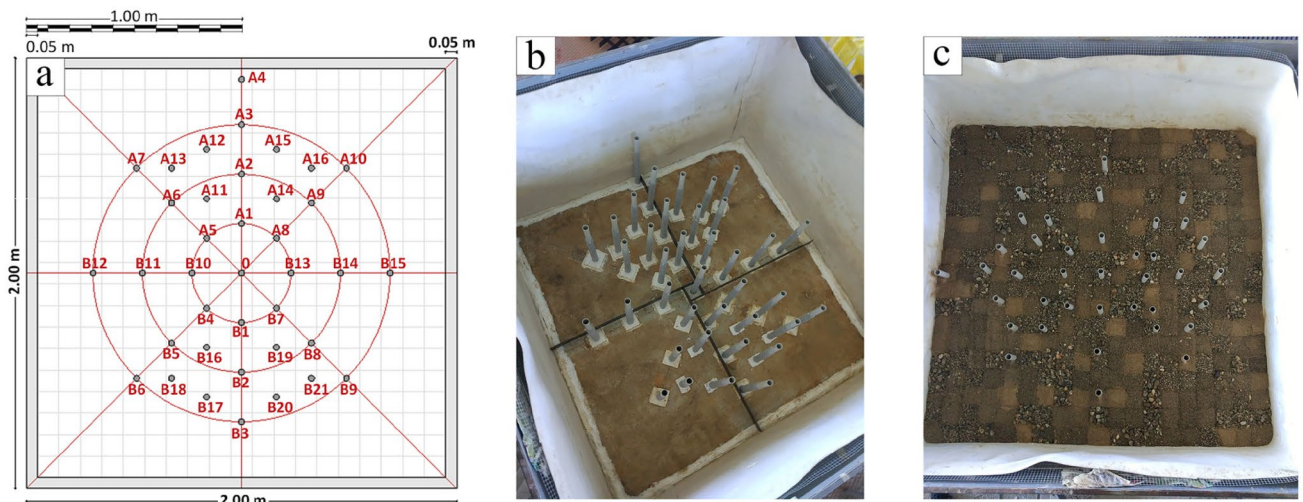 1.00 m
0.05 m
0.05 m
a
b
c
A4
A3
A12 A15
A7 A13 A16 A10
A2
A6 A11 A14 A9
A1
A5 A8
B12 B11 B10 0 B13 B14 B15
B4 B7
B1
B5 B16 B19 B8
B2
B6 B18 B21 B9
B17 B20
B3
2.00 m
2.00 m